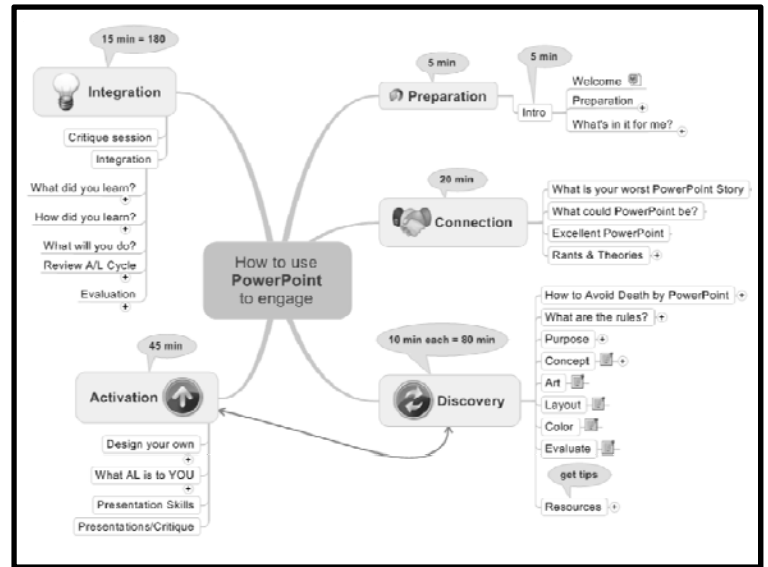 15 min = 180
Integration
Critique session
Integration
What did you learn?
How did you learn?
What will you do?
Review A/L Cycle
Evaluation
5 min
Preparation
5 min
Intro
Welcome
Preparation
What's in it for me?
20 min
Connection
What is your worst PowerPoint Story
What could PowerPoint be?
Excellent PowerPoint
Rants & Theories
How to use
PowerPoint
to engage
45 min
Activation
Design your own
What AL is to YOU
Presentation Skills
Presentations/Critique
10 min each = 80 min
Discovery
How to Avoid Death by PowerPoint
What are the rules?
Purpose
Concept
Art
Layout
Color
Evaluate
get tips
Resources